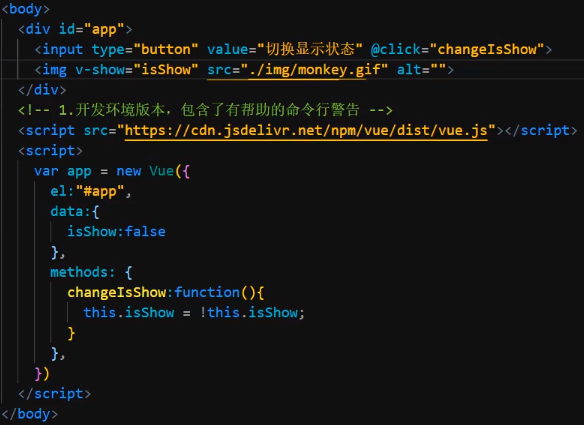 <body>
<div id="app">
<input type="button" value="切换显示状态" @click="changeIsShow">
<img v-show="isShow" src="./img/monkey.gif" alt="">
</div>
<!-- 1.开发环境版本，包含了有帮助的命令行警告 -->
<script src="https://cdn.jsdelivr.net/npm/vue/dist/vue.js"></script>
<script>
var app = new Vue({
el:"#app",
data:{
isShow:false
},
methods: {
changeIsShow:function(){
this.isShow = !this.isShow;
}
},
})
</script>
</body>